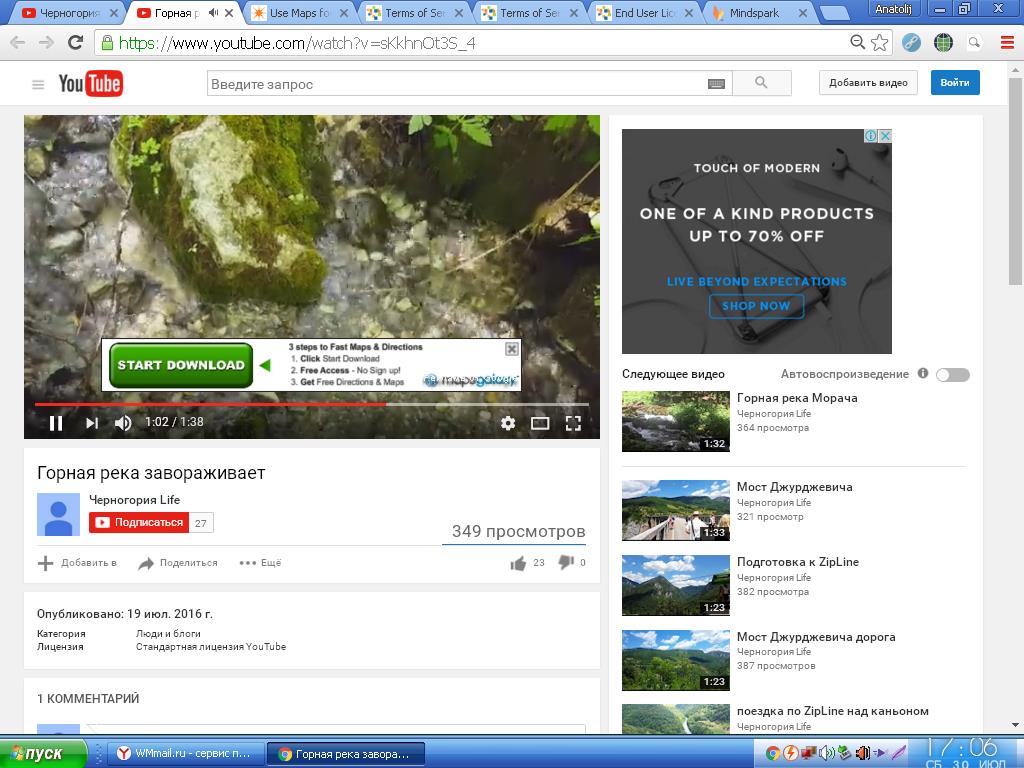 Черногория
Горная р
Use Maps fo
Terms of Se
Terms of Se
End User Lic
Mindspark
Anatolij
https://www.youtube.com/watch?v=sKkhnOt3S_4
YouTube
Введите запрос
Добавить видео
Войти
START DOWNLOAD
3 steps to Fast Maps & Directions
1. Click Start Download
2. Free Access - No Sign up!
3. Get Free Directions & Maps
mapsgalaxy
1:02 / 1:38
Горная река завораживает
Черногория Life
Подписаться
27
349 просмотров
Добавить в
Поделиться
Ещё
23
0
Опубликовано: 19 июл. 2016 г.
Категория
Люди и блоги
Лицензия
Стандартная лицензия YouTube
1 КОММЕНТАРИЙ
TOUCH OF MODERN
ONE OF A KIND PRODUCTS
UP TO 70% OFF
LIVE BEYOND EXPECTATIONS
SHOP NOW
Следующее видео
Автовоспроизведение
1:32
Горная река Морача
Черногория Life
364 просмотра
1:33
Мост Джурджевича
Черногория Life
321 просмотр
1:23
Подготовка к ZipLine
Черногория Life
382 просмотра
1:23
Мост Джурджевича дорога
Черногория Life
387 просмотров
поездка по ZipLine над каньоном
Черногория Life
пуск
WMmail.ru - сервис п...
Горная река завора...
17:06
СБ 30 ИЮЛ